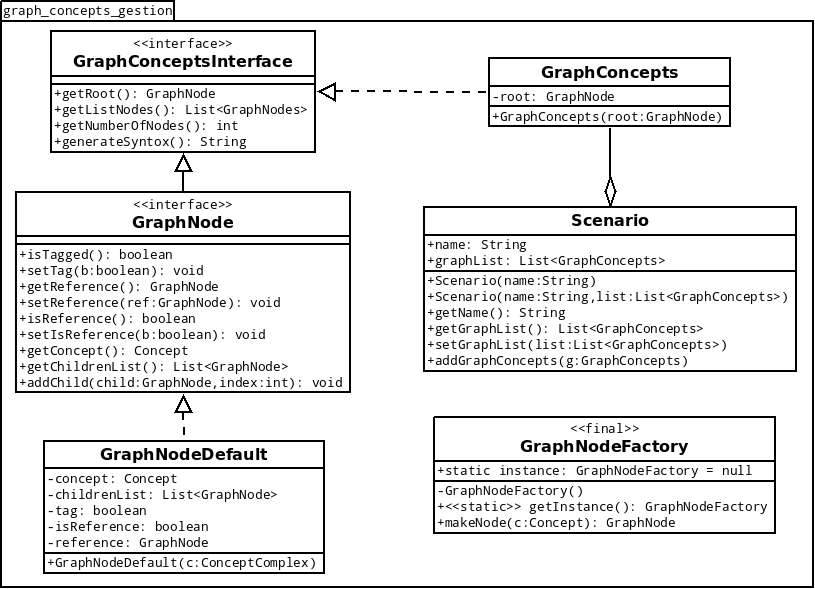 graph_concepts_gestion
<<interface>>
GraphConceptsInterface
+getRoot(): GraphNode
+getListNodes(): List<GraphNodes>
+getNumberOfNodes(): int
+generateSyntox(): String
GraphConcepts
-root: GraphNode
+GraphConcepts(root:GraphNode)
<<interface>>
GraphNode
+isTagged(): boolean
+setTag(b:boolean): void
+getReference(): GraphNode
+setReference(ref:GraphNode): void
+isReference(): boolean
+setIsReference(b:boolean): void
+getConcept(): Concept
+getChildrenList(): List<GraphNode>
+addChild(child:GraphNode,index:int): void
Scenario
+name: String
+graphList: List<GraphConcepts>
+Scenario(name:String)
+Scenario(name:String,list:List<GraphConcepts>)
+getName(): String
+getGraphList(): List<GraphConcepts>
+setGraphList(list:List<GraphConcepts>)
+addGraphConcepts(g:GraphConcepts)
GraphNodeDefault
-concept: Concept
-childrenList: List<GraphNode>
-tag: boolean
-isReference: boolean
-reference: GraphNode
+GraphNodeDefault(c:ConceptComplex)
<<final>>
GraphNodeFactory
+static instance: GraphNodeFactory = null
-GraphNodeFactory()
+<<static>> getInstance(): GraphNodeFactory
+makeNode(c:Concept): GraphNode